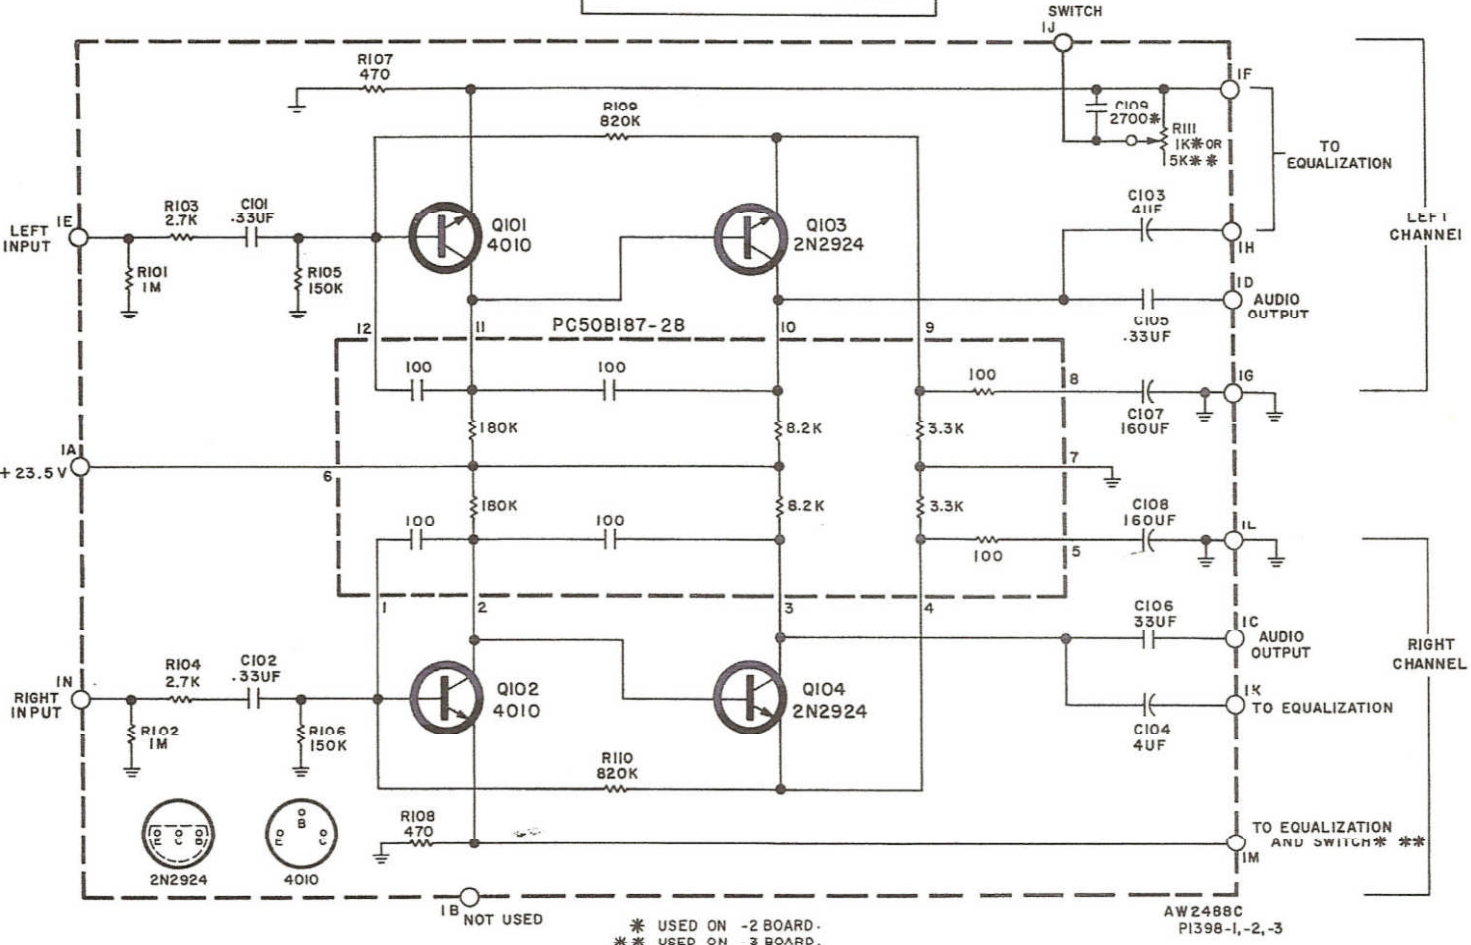 SWITCH
1J
R107
470
1F
R109
820K
C109
2700*
R111
1K* OR
5K**
TO
EQUALIZATION
C103
4UF
1H
LEFT
CHANNEL
R103
2.7K
C101
.33UF
1E
LEFT
INPUT
R101
1M
R105
150K
Q101
4010
Q103
2N2924
1D
AUDIO
OUTPUT
C105
.33UF
12
11
PC50B187-28
10
9
100
100
100
8
C107
160UF
1G
180K
8.2K
3.3K
1A
+23.5V
6
7
180K
8.2K
3.3K
100
100
100
5
C108
160UF
1L
1
2
3
4
C106
33UF
1C
AUDIO
OUTPUT
RIGHT
CHANNEL
R104
2.7K
C102
.33UF
1N
RIGHT
INPUT
R102
1M
R106
150K
Q102
4010
Q104
2N2924
1K
TO EQUALIZATION
C104
4UF
R110
820K
R108
470
TO EQUALIZATION
AND SWITCH* **
1M
E C B
2N2924
B
E C
4010
1B
NOT USED
* USED ON -2 BOARD.
** USED ON -3 BOARD.
AW2488C
P1398-1,-2,-3